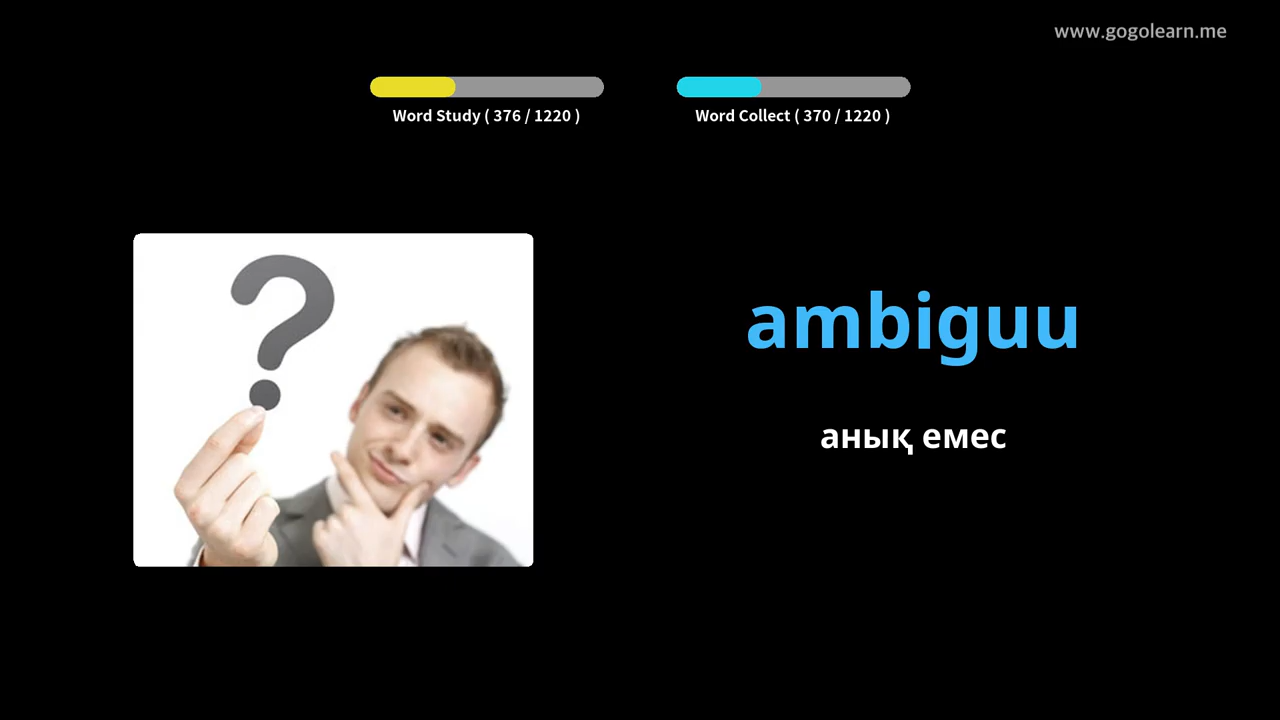 www.gogolearn.me
Word Study ( 376 / 1220 )
Word Collect ( 370 / 1220 )
ambiguu
анық емес